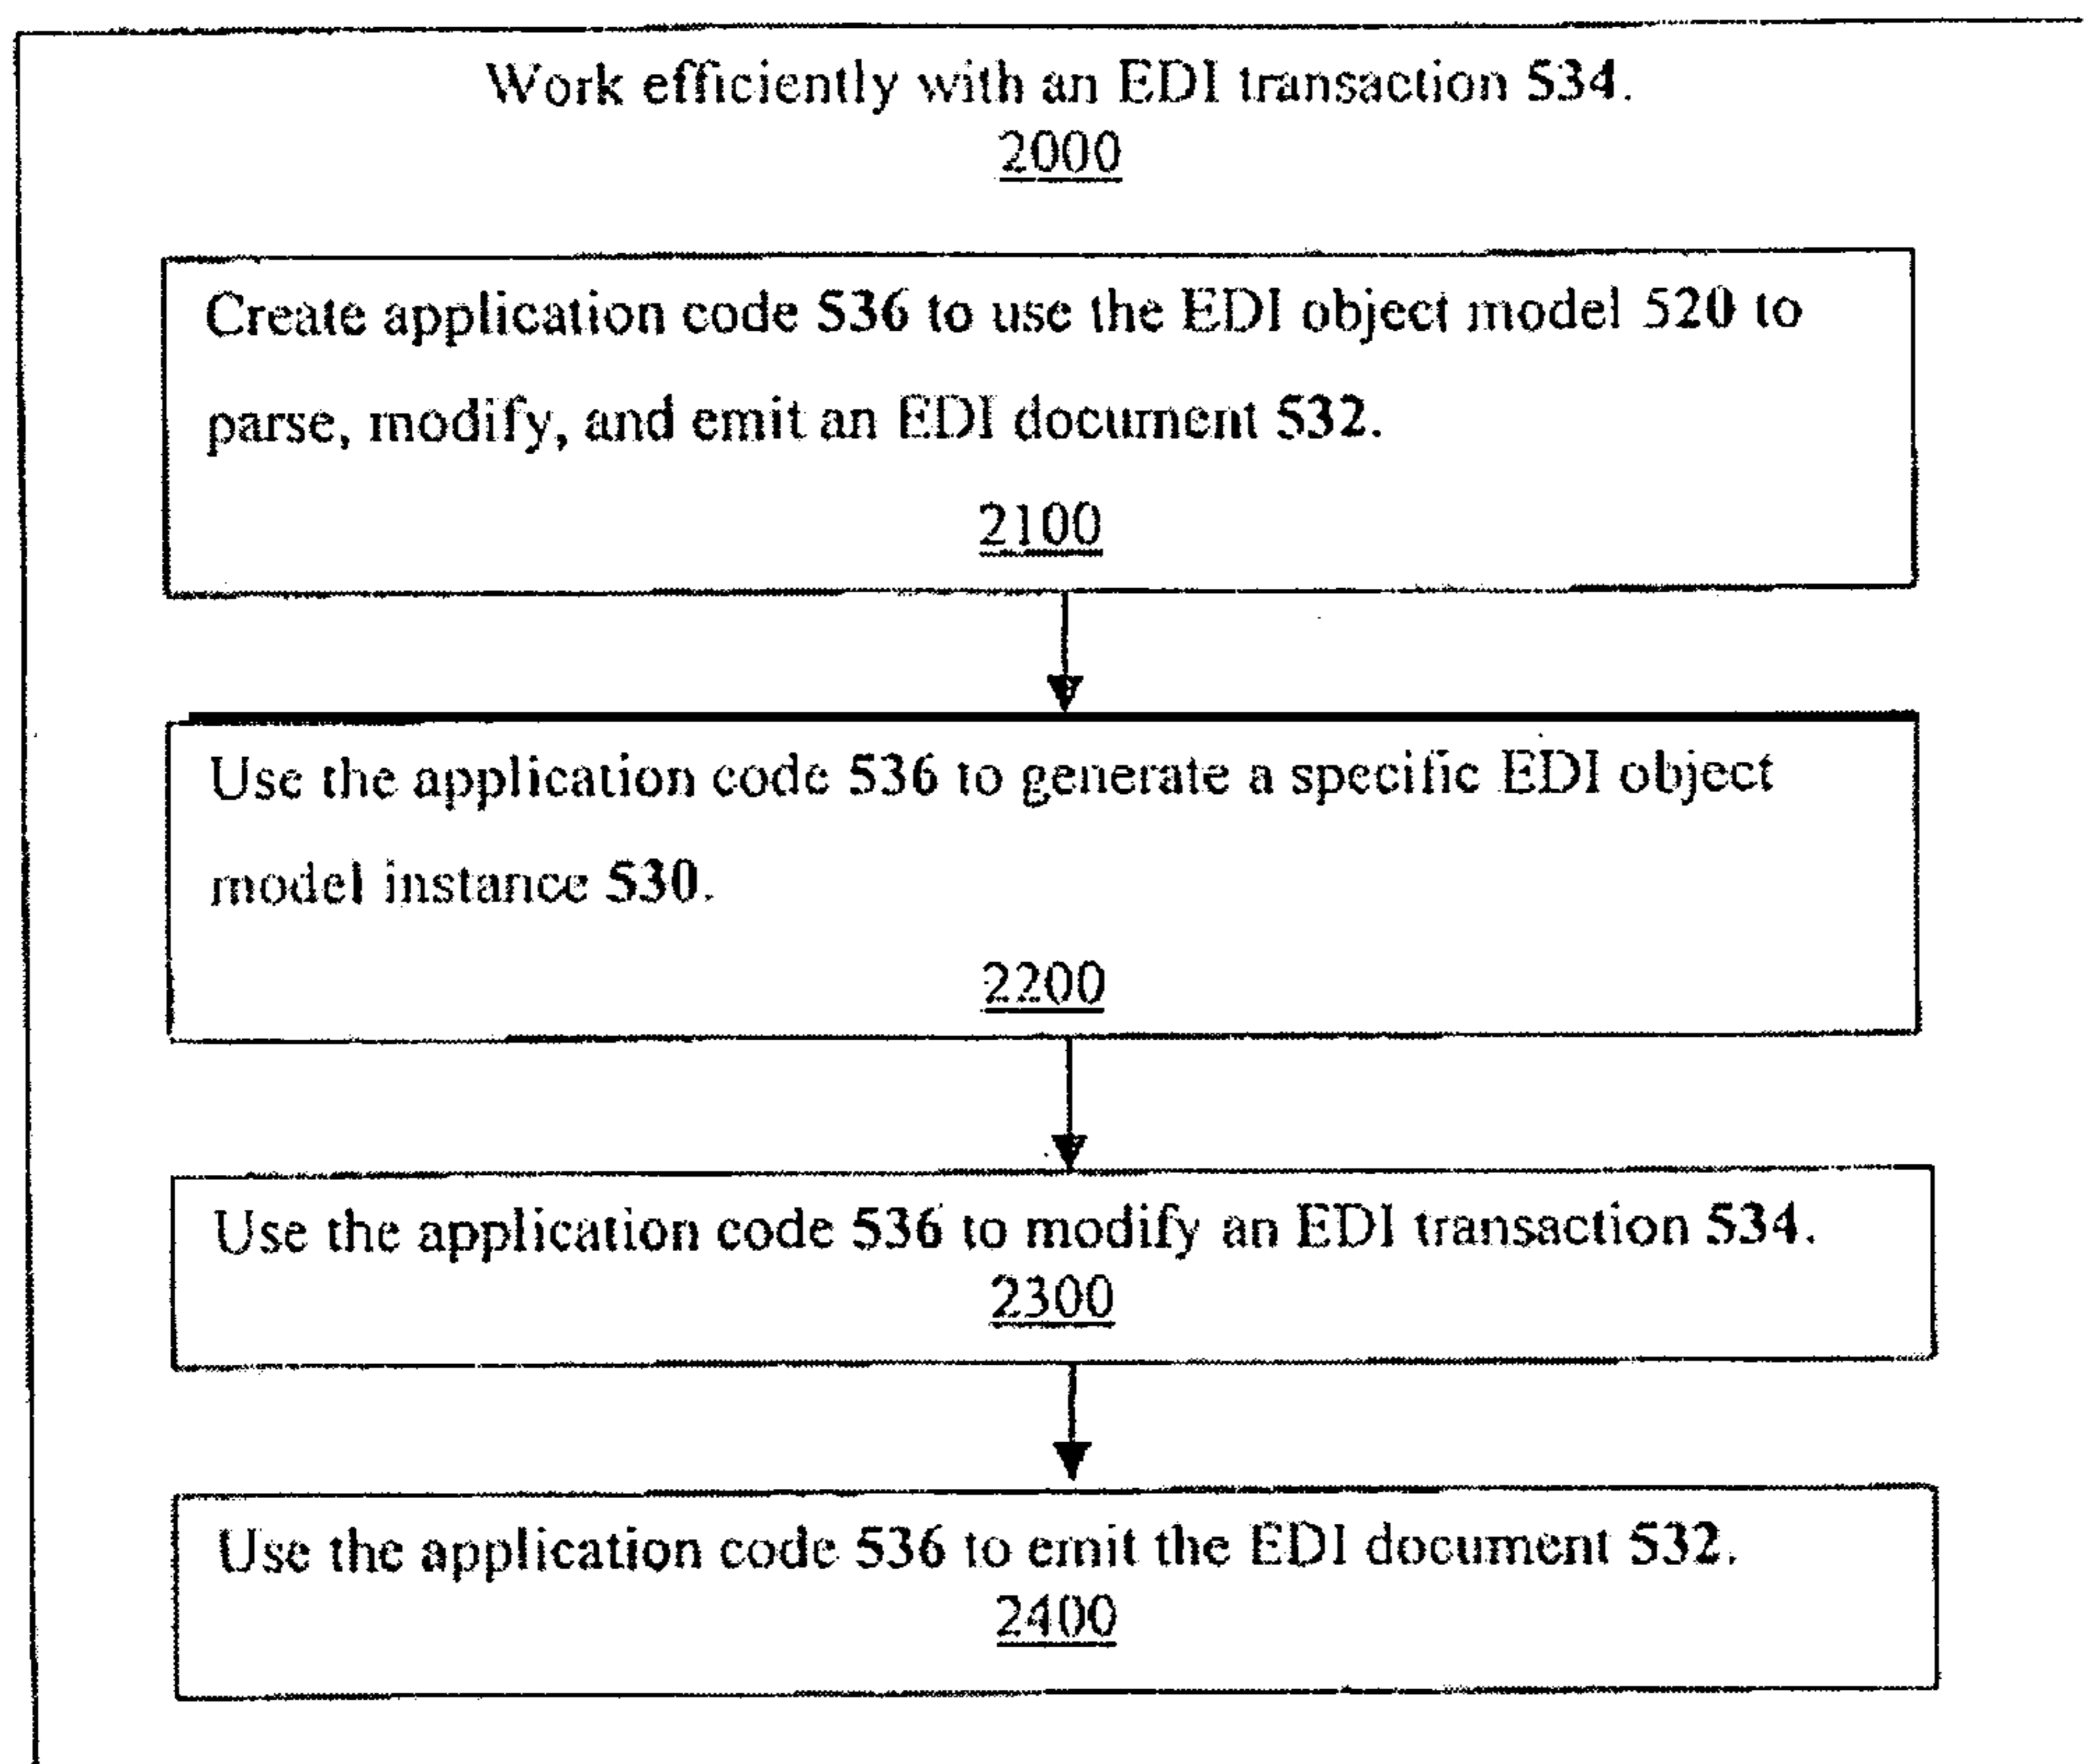 Work efficiently with an EDI transaction 534.
2000
Create application code 536 to use the EDI object model 520 to
parse, modify, and emit an EDI document 532.
2100
Use the application code 536 to generate a specific EDI object
model instance 530.
2200
Use the application code 536 to modify an EDI transaction 534.
2300
Use the application code 536 to emit the EDI document 532.
2400